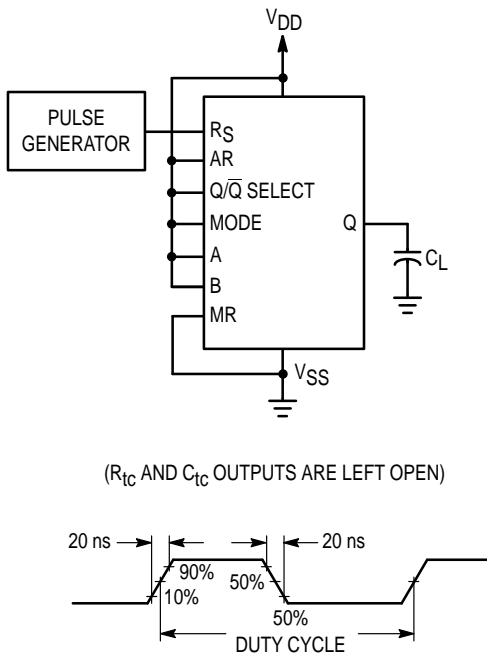 VDD
PULSE
GENERATOR
RS
AR
Q/Q̅ SELECT
MODE
Q
A
B
CL
MR
VSS
(Rtc AND Ctc OUTPUTS ARE LEFT OPEN)
20 ns
20 ns
90%
50%
10%
50%
DUTY CYCLE